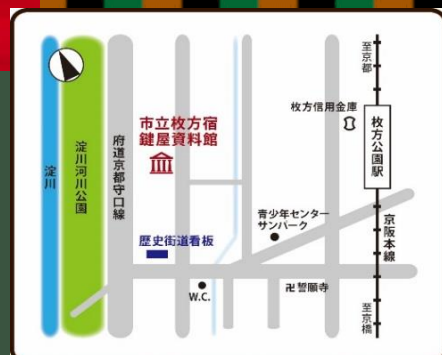 至京都
枚方信用金庫
枚方公園駅
市立枚方宿
鍵屋資料館
府道京都守口線
淀川河川公園
淀川
青少年センター
サンパーク
京阪本線
歴史街道看板
W.C.
卍誓願寺
至京橋